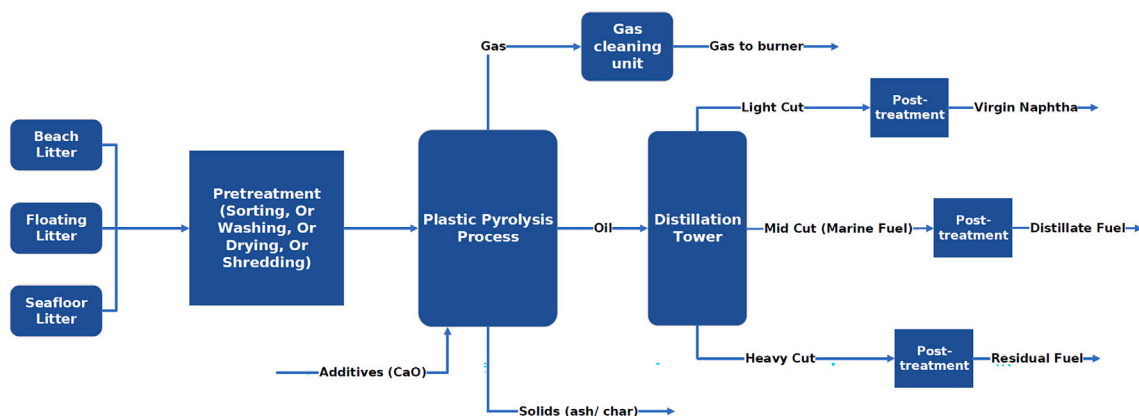 Gas
Gas
cleaning
unit
Gas to burner
Light Cut
Post-
treatment
Virgin Naphtha
Beach
Litter
Floating
Litter
Seafloor
Litter
Pretreatment
(Sorting, Or
Washing, Or
Drying, Or
Shredding)
Plastic Pyrolysis
Process
Oil
Distillation
Tower
Mid Cut (Marine Fuel)
Post-
treatment
Distillate Fuel
Heavy Cut
Post-
treatment
Residual Fuel
Additives (CaO)
Solids (ash/ char)